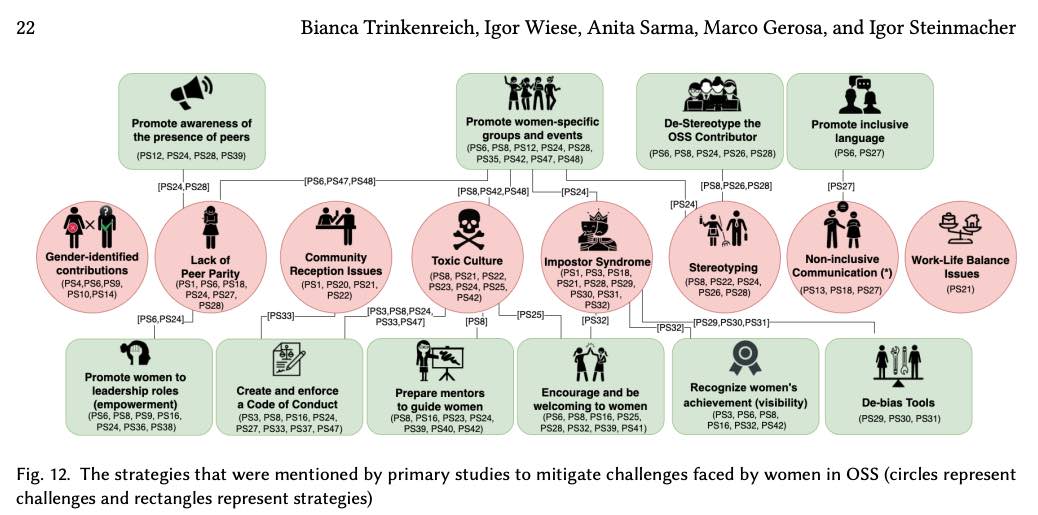 22
Bianca Trinkenreich, Igor Wiese, Anita Sarma, Marco Gerosa, and Igor Steinmacher
Promote awareness of
the presence of peers
(PS12, PS24, PS28, PS39)
Promote women-specific
groups and events
(PS6, PS8, PS12, PS24, PS28,
PS35, PS42, PS47, PS48)
De-Stereotype the
OSS Contributor
(PS6, PS8, PS24, PS26, PS28)
Promote inclusive
language
(PS6, PS27)
[PS24,PS28]
[PS6,PS47,PS48]
[PS8,PS42,PS48]
[PS24]
[PS24]
[PS8,PS26,PS28]
[PS27]
Gender-identified
contributions
(PS4,PS6,PS9,
PS10,PS14)
Lack of
Peer Parity
(PS1, PS6, PS18,
PS24, PS27,
PS28)
Community
Reception Issues
(PS1, PS20, PS21,
PS22)
Toxic Culture
(PS8, PS21, PS22,
PS23, PS24, PS25,
PS42)
Impostor Syndrome
(PS1, PS3, PS18,
PS21, PS28, PS29,
PS30, PS31,
PS32)
Stereotyping
(PS8, PS22, PS24,
PS26, PS28)
Non-inclusive
Communication (*)
(PS13, PS18, PS27)
Work-Life Balance
Issues
(PS21)
[PS6,PS24]
[PS33]
[PS3,PS8,PS24,
PS33,PS47]
[PS8]
[PS25]
[PS32]
[PS32]
[PS29,PS30,PS31]
Promote women to
leadership roles
(empowerment)
(PS6, PS8, PS9, PS16,
PS24, PS36, PS38)
Create and enforce
a Code of Conduct
(PS3, PS8, PS16, PS24,
PS27, PS33, PS37, PS47)
Prepare mentors
to guide women
(PS8, PS16, PS23, PS24,
PS39, PS40, PS42)
Encourage and be
welcoming to women
(PS6, PS8, PS16, PS25,
PS28, PS32, PS39, PS41)
Recognize women's
achievement (visibility)
(PS3, PS6, PS8,
PS16, PS32, PS42)
De-bias Tools
(PS29, PS30, PS31)
Fig. 12. The strategies that were mentioned by primary studies to mitigate challenges faced by women in OSS (circles represent
challenges and rectangles represent strategies)